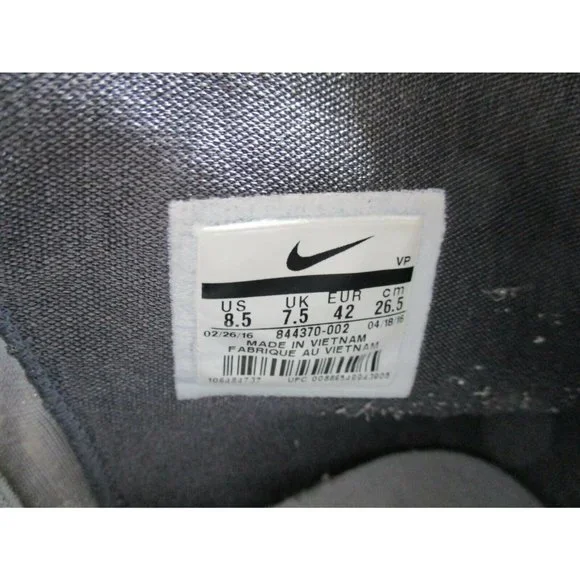 VP
US UK EUR cm
8.5 7.5 42 26.5
02/26/16 844370-002 04/18/16
MADE IN VIETNAM
FABRIQUE AU VIETNAM
UPC